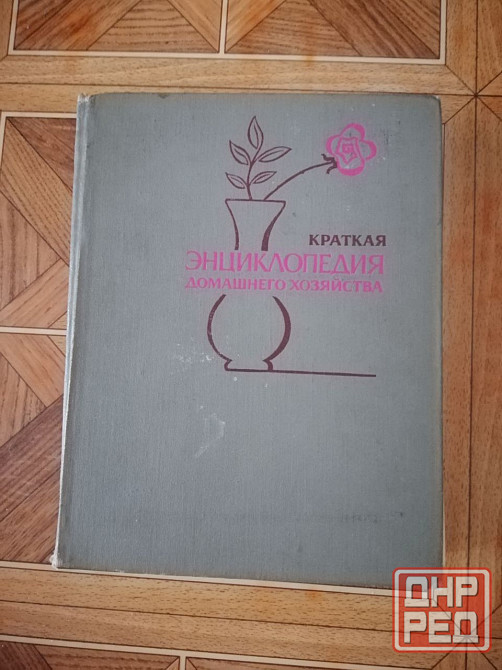 КРАТКАЯ
ЭНЦИКЛОПЕДИЯ
ДОМАШНЕГО ХОЗЯЙСТВА
ДНР
РЕД